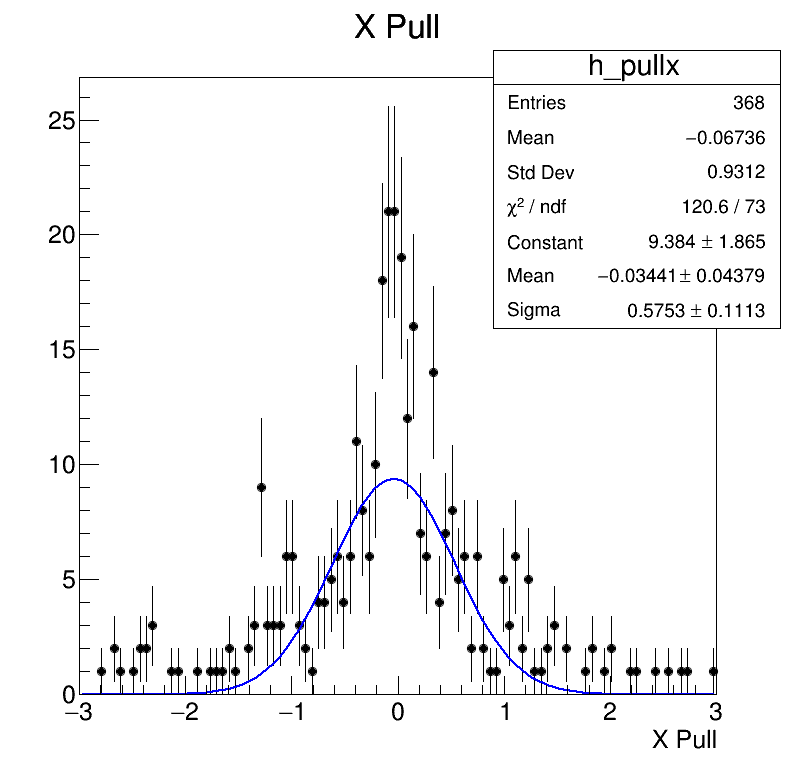 X Pull
h_pullx
Entries 368
Mean −0.06736
Std Dev 0.9312
χ² / ndf 120.6 / 73
Constant 9.384 ± 1.865
Mean −0.03441 ± 0.04379
Sigma 0.5753 ± 0.1113
25
20
15
10
5
0
−3 −2 −1 0 1 2 3
X Pull